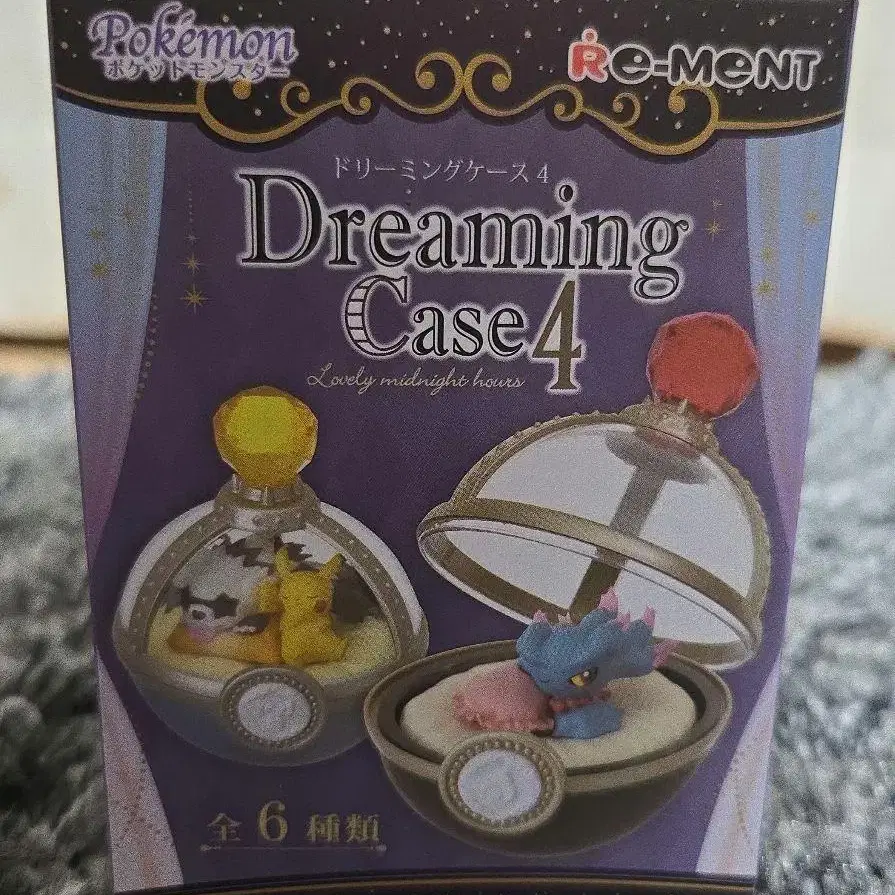 Pokémon
ポケットモンスター
Re-MeNT
ドリーミングケース4
Dreaming
Case 4
Lovely midnight hours
全6種類